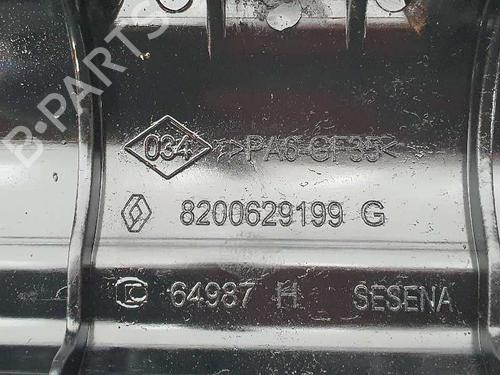 B-PARTS
034 >PA6 GF35<
8200629199 G
64987 H SESENA